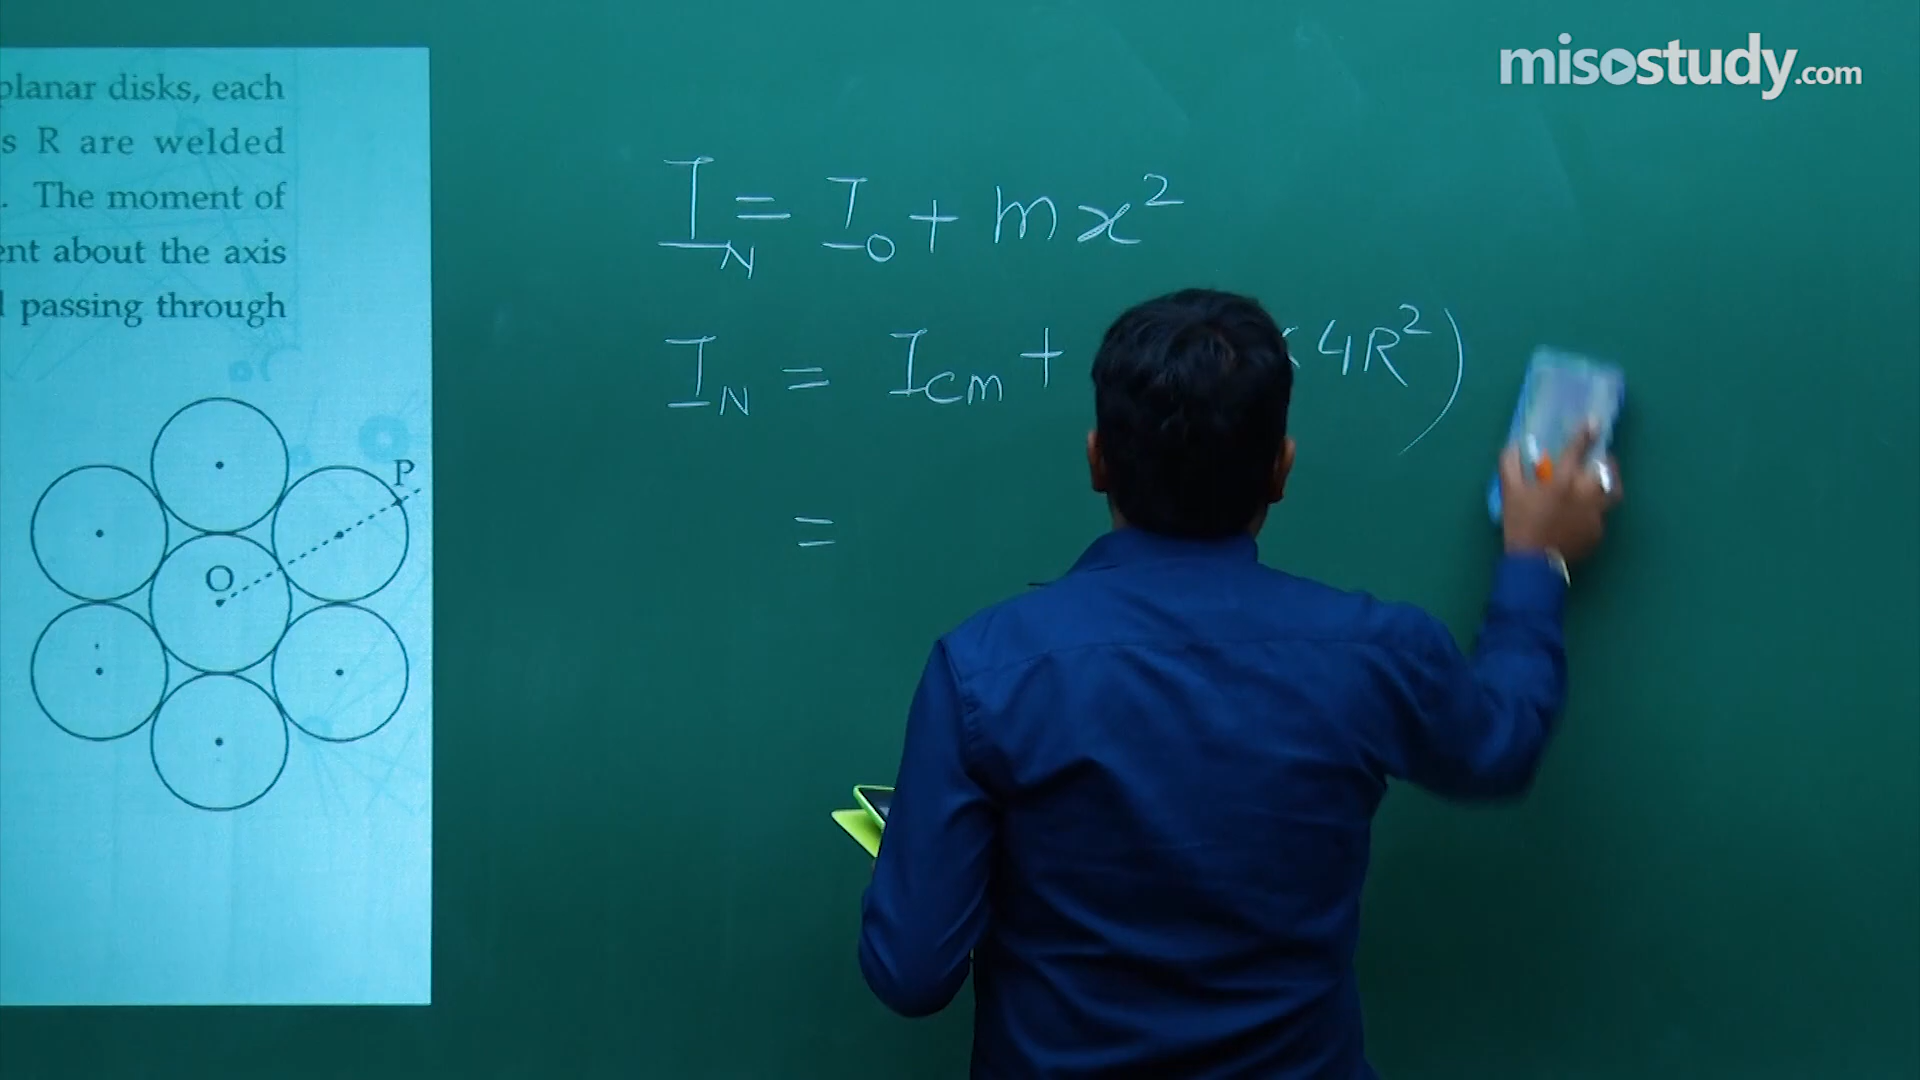 misostudy.com
planar disks, each
s R are welded
. The moment of
ent about the axis
passing through
P
O
I_N = I_O + mx²
I_N = I_cm + 4R²)
=